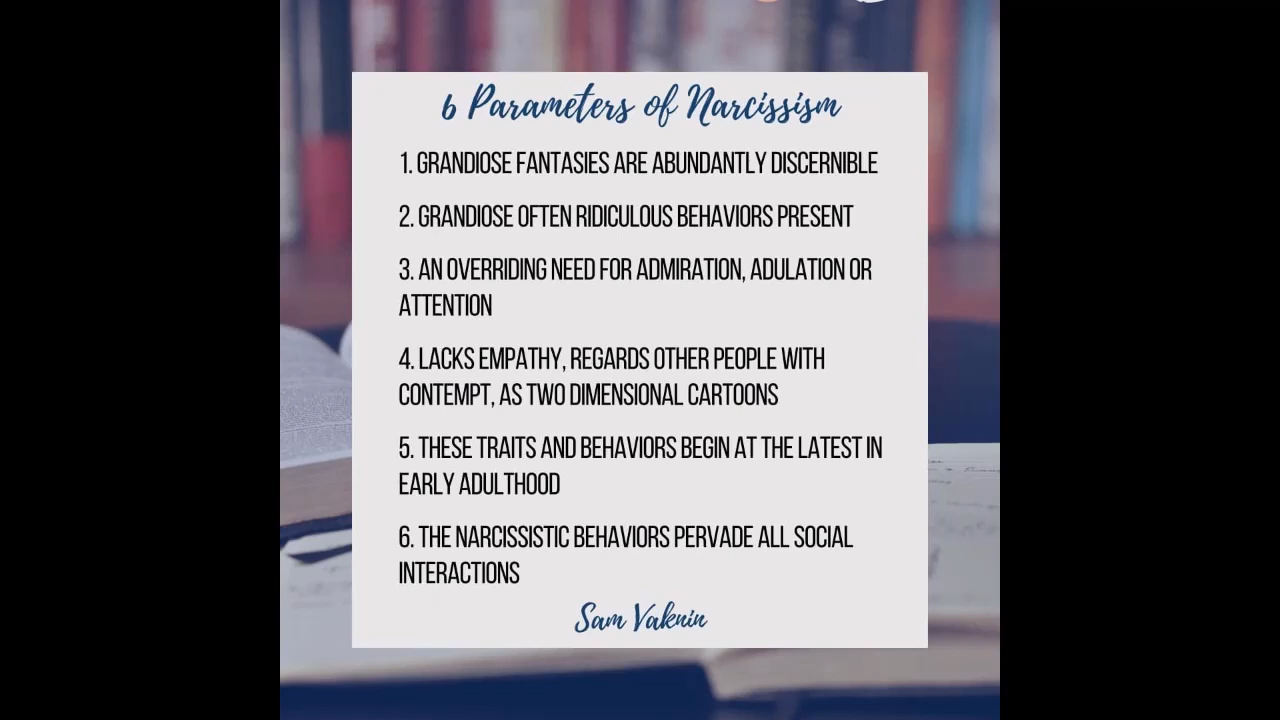 6 Parameters of Narcissism
1. GRANDIOSE FANTASIES ARE ABUNDANTLY DISCERNIBLE
2. GRANDIOSE OFTEN RIDICULOUS BEHAVIORS PRESENT
3. AN OVERRIDING NEED FOR ADMIRATION, ADULATION OR
ATTENTION
4. LACKS EMPATHY, REGARDS OTHER PEOPLE WITH
CONTEMPT, AS TWO DIMENSIONAL CARTOONS
5. THESE TRAITS AND BEHAVIORS BEGIN AT THE LATEST IN
EARLY ADULTHOOD
6. THE NARCISSISTIC BEHAVIORS PERVADE ALL SOCIAL
INTERACTIONS
Sam Vaknin